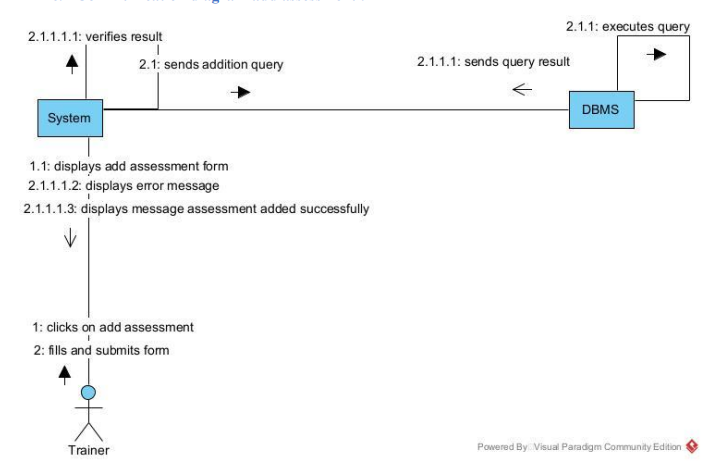 2.1.1: executes query
2.1.1.1.1: verifies result
2.1: sends addition query
2.1.1.1: sends query result
System
DBMS
1.1: displays add assessment form
2.1.1.1.2: displays error message
2.1.1.1.3: displays message assessment added successfully
1: clicks on add assessment
2: fills and submits form
Trainer
Powered By Visual Paradigm Community Edition